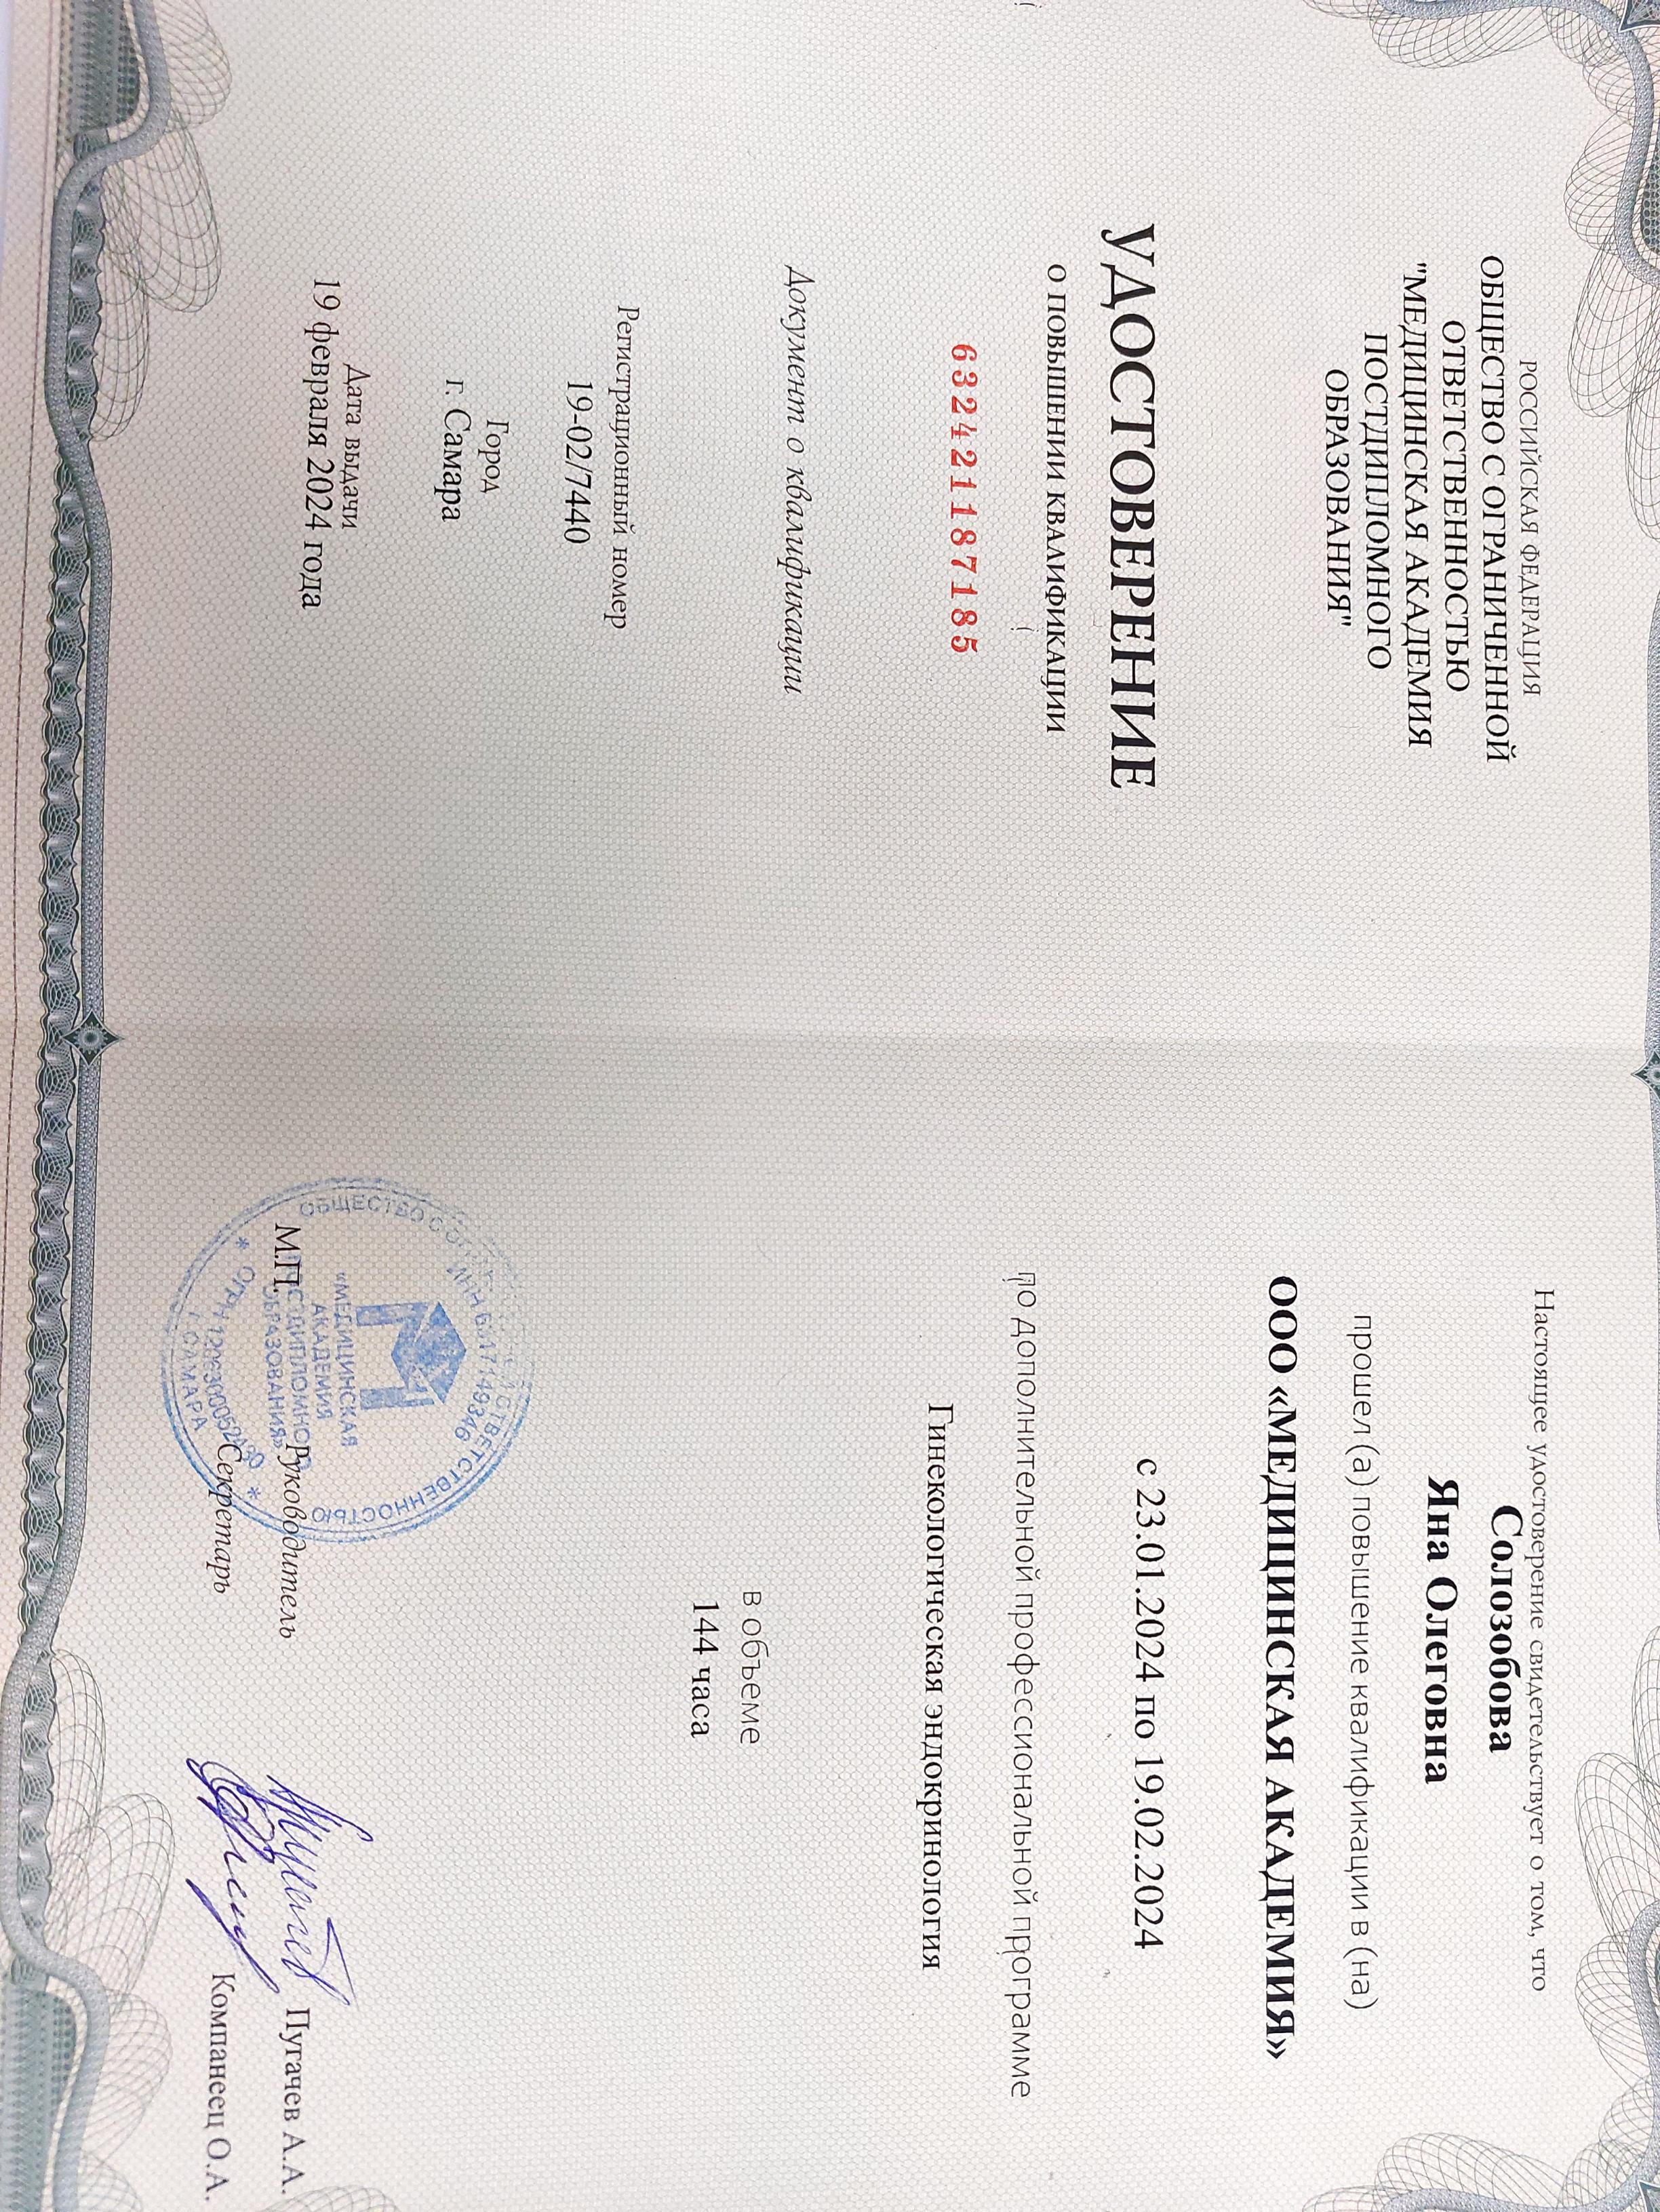 РОССИЙСКАЯ ФЕДЕРАЦИЯ
ОБЩЕСТВО С ОГРАНИЧЕННОЙ
ОТВЕТСТВЕННОСТЬЮ
"МЕДИЦИНСКАЯ АКАДЕМИЯ
ПОСТДИПЛОМНОГО
ОБРАЗОВАНИЯ"
УДОСТОВЕРЕНИЕ
О ПОВЫШЕНИИ КВАЛИФИКАЦИИ
632421187185
Документ о квалификации
Регистрационный номер
19-02/7440
Город
г. Самара
Дата выдачи
19 февраля 2024 года
Настоящее удостоверение свидетельствует о том, что
Солозобова
Яна Олеговна
прошел (а) повышение квалификации в (на)
ООО «МЕДИЦИНСКАЯ АКАДЕМИЯ»
с 23.01.2024 по 19.02.2024
по дополнительной профессиональной программе
Гинекологическая эндокринология
в объеме
144 часа
М.П.
Руководитель
Пугачев А.А.
Секретарь
Компанеец О.А.
ОБЩЕСТВО С
ОТВЕТСТВЕННОСТЬЮ
«МЕДИЦИНСКАЯ
АКАДЕМИЯ
ПОСТДИПЛОМНОГО
ОБРАЗОВАНИЯ»
Г. САМАРА